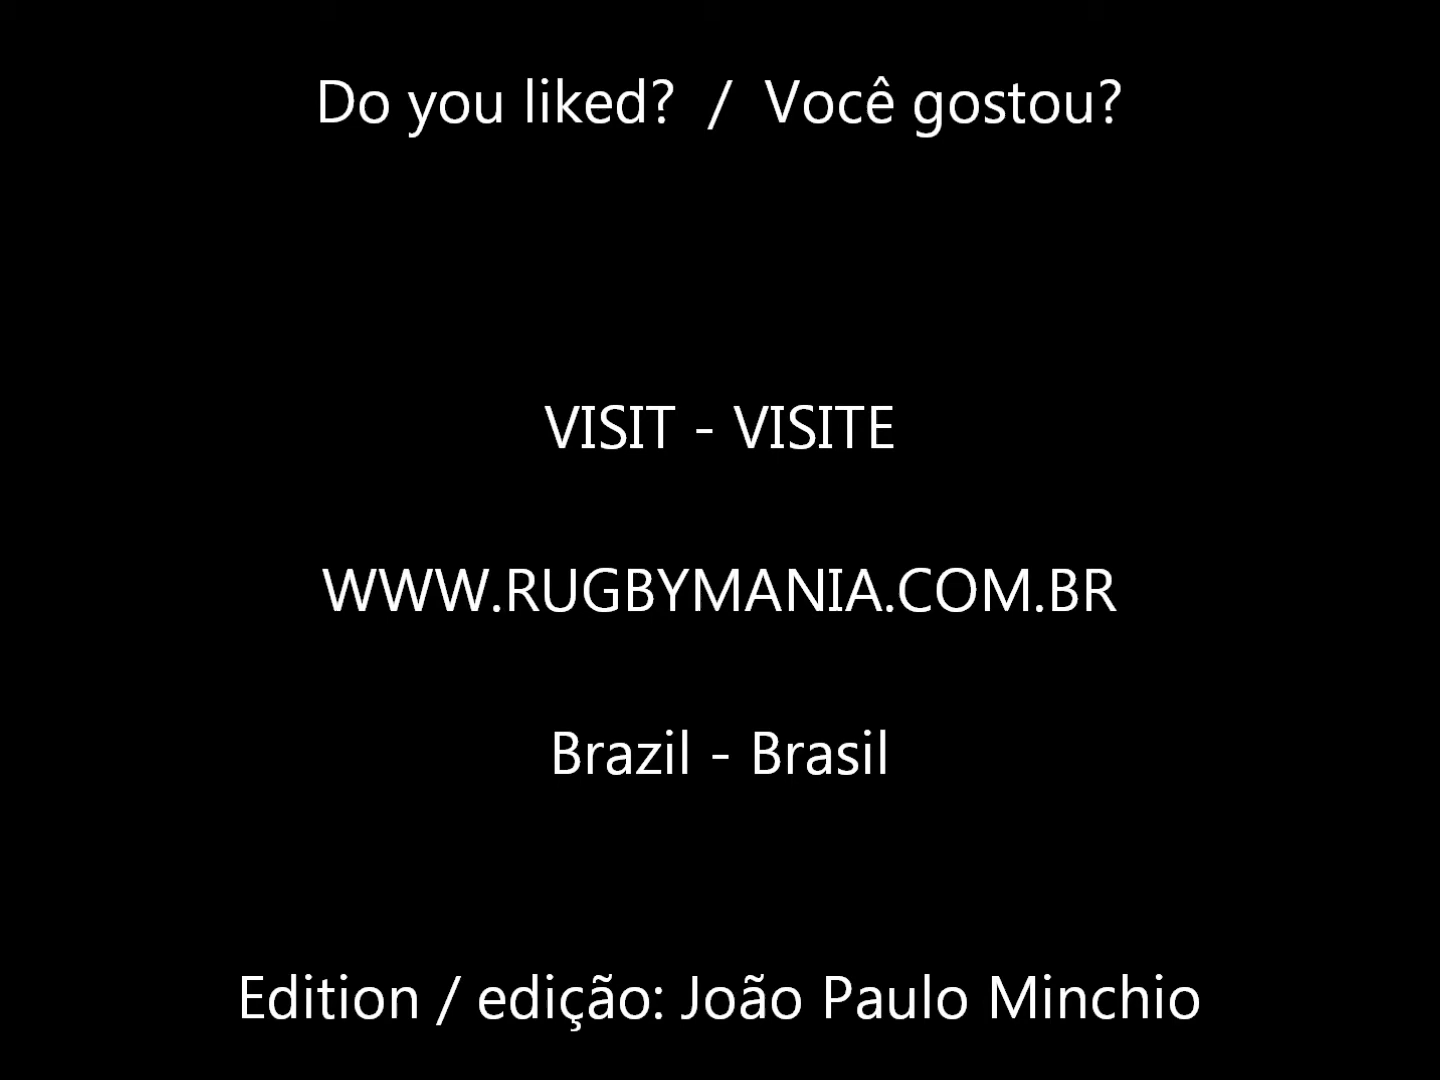 Do you liked?  /  Você gostou?
VISIT - VISITE
WWW.RUGBYMANIA.COM.BR
Brazil - Brasil
Edition / edição: João Paulo Minchio